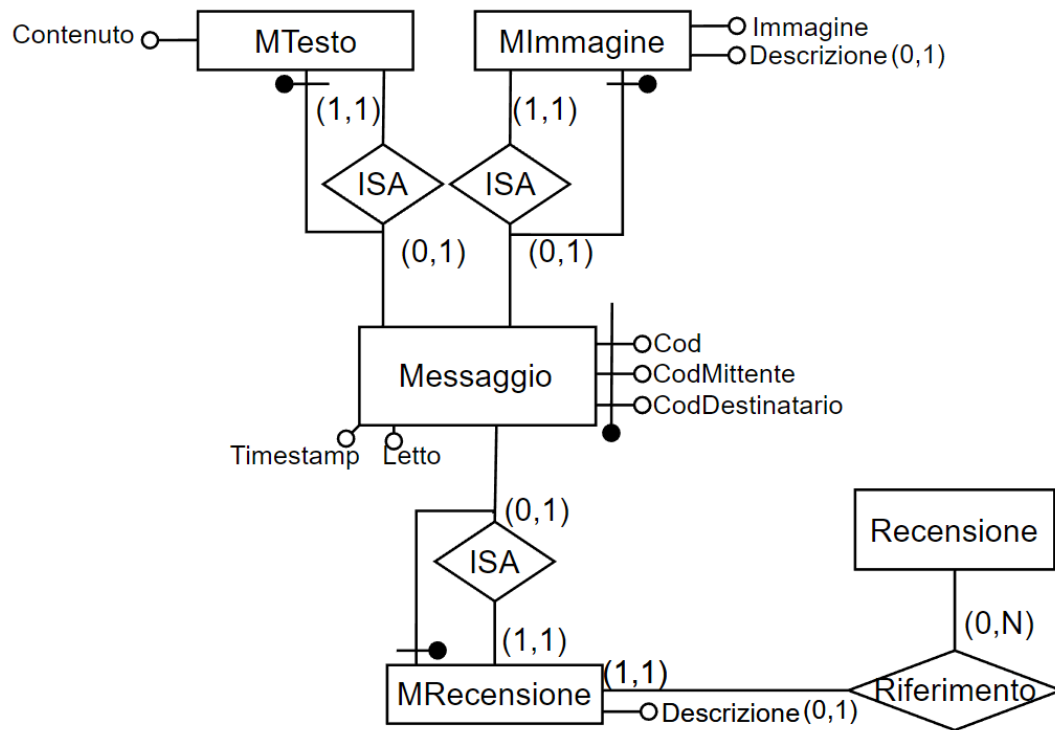 Contenuto
MTesto
MImmagine
Immagine
Descrizione (0,1)
(1,1)
(1,1)
ISA
ISA
(0,1)
(0,1)
Messaggio
Cod
CodMittente
CodDestinatario
Timestamp
Letto
(0,1)
ISA
(1,1)
Recensione
(0,N)
MRecensione
(1,1)
Riferimento
Descrizione (0,1)